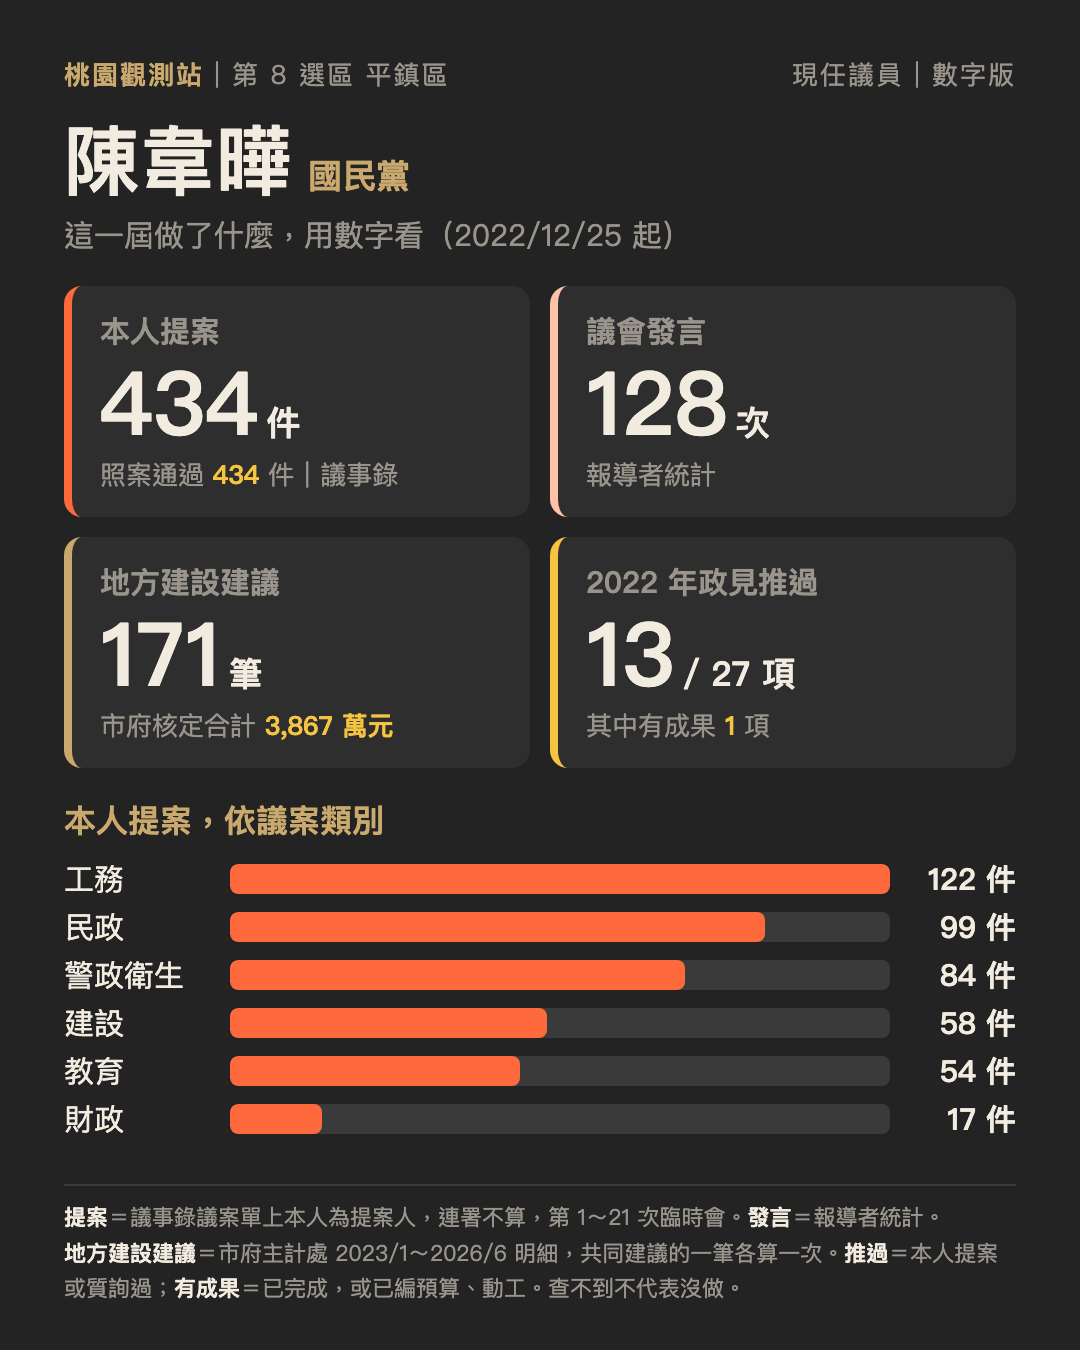 桃園觀測站｜第 8 選區 平鎮區
現任議員｜數字版
陳韋曄 國民黨
這一屆做了什麼，用數字看（2022/12/25 起）
本人提案
434 件
照案通過 434 件｜議事錄
議會發言
128 次
報導者統計
地方建設建議
171 筆
市府核定合計 3,867 萬元
2022 年政見推過
13 / 27 項
其中有成果 1 項
本人提案，依議案類別
工務 122 件
民政 99 件
警政衛生 84 件
建設 58 件
教育 54 件
財政 17 件
提案＝議事錄議案單上本人為提案人，連署不算，第 1～21 次臨時會。發言＝報導者統計。
地方建設建議＝市府主計處 2023/1～2026/6 明細，共同建議的一筆各算一次。推過＝本人提案
或質詢過；有成果＝已完成，或已編預算、動工。查不到不代表沒做。